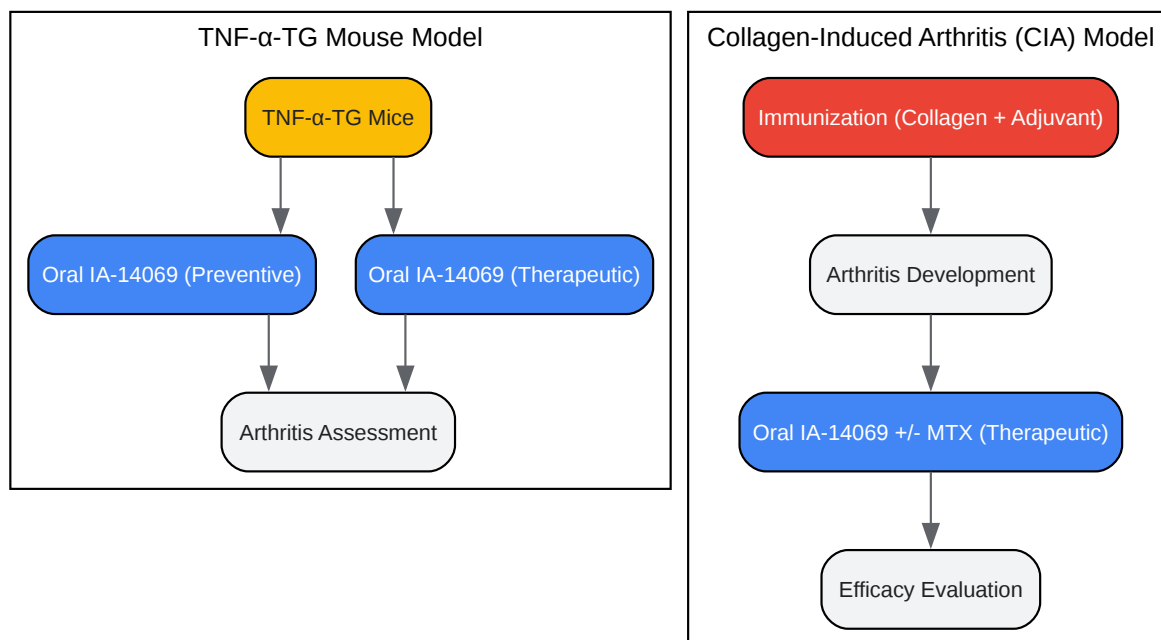 TNF-α-TG Mouse Model
TNF-α-TG Mice
Oral IA-14069 (Preventive)
Oral IA-14069 (Therapeutic)
Arthritis Assessment
Collagen-Induced Arthritis (CIA) Model
Immunization (Collagen + Adjuvant)
Arthritis Development
Oral IA-14069 +/- MTX (Therapeutic)
Efficacy Evaluation